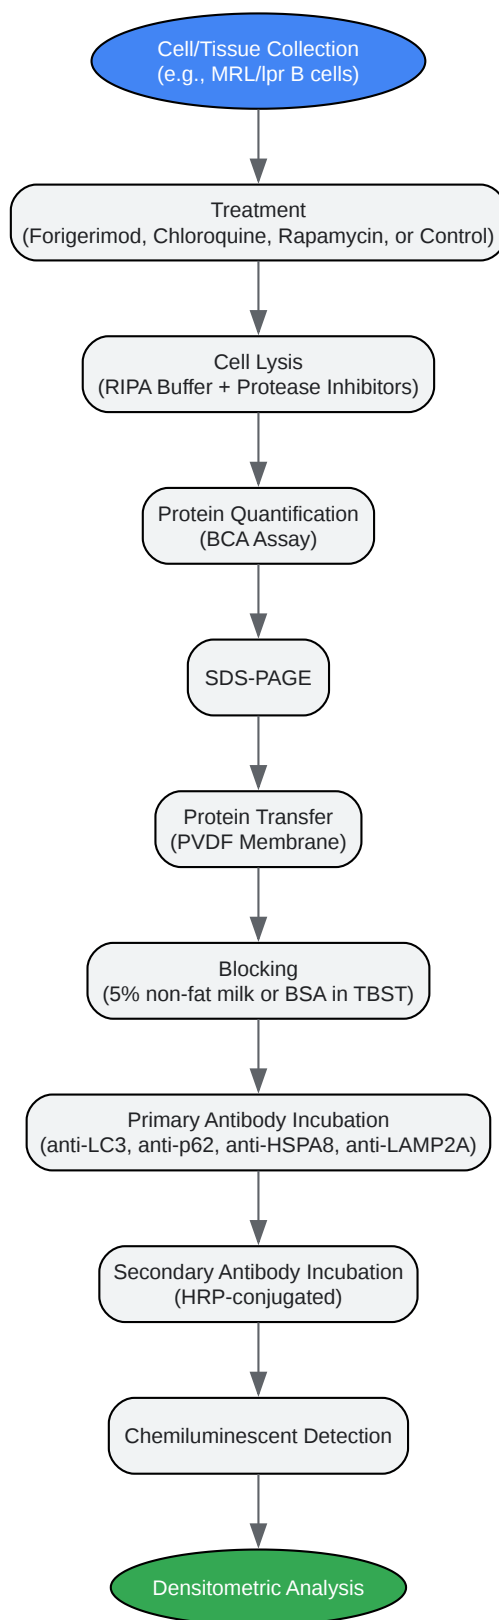 Cell/Tissue Collection
(e.g., MRL/lpr B cells)
Treatment
(Forigerimod, Chloroquine, Rapamycin, or Control)
Cell Lysis
(RIPA Buffer + Protease Inhibitors)
Protein Quantification
(BCA Assay)
SDS-PAGE
Protein Transfer
(PVDF Membrane)
Blocking
(5% non-fat milk or BSA in TBST)
Primary Antibody Incubation
(anti-LC3, anti-p62, anti-HSPA8, anti-LAMP2A)
Secondary Antibody Incubation
(HRP-conjugated)
Chemiluminescent Detection
Densitometric Analysis